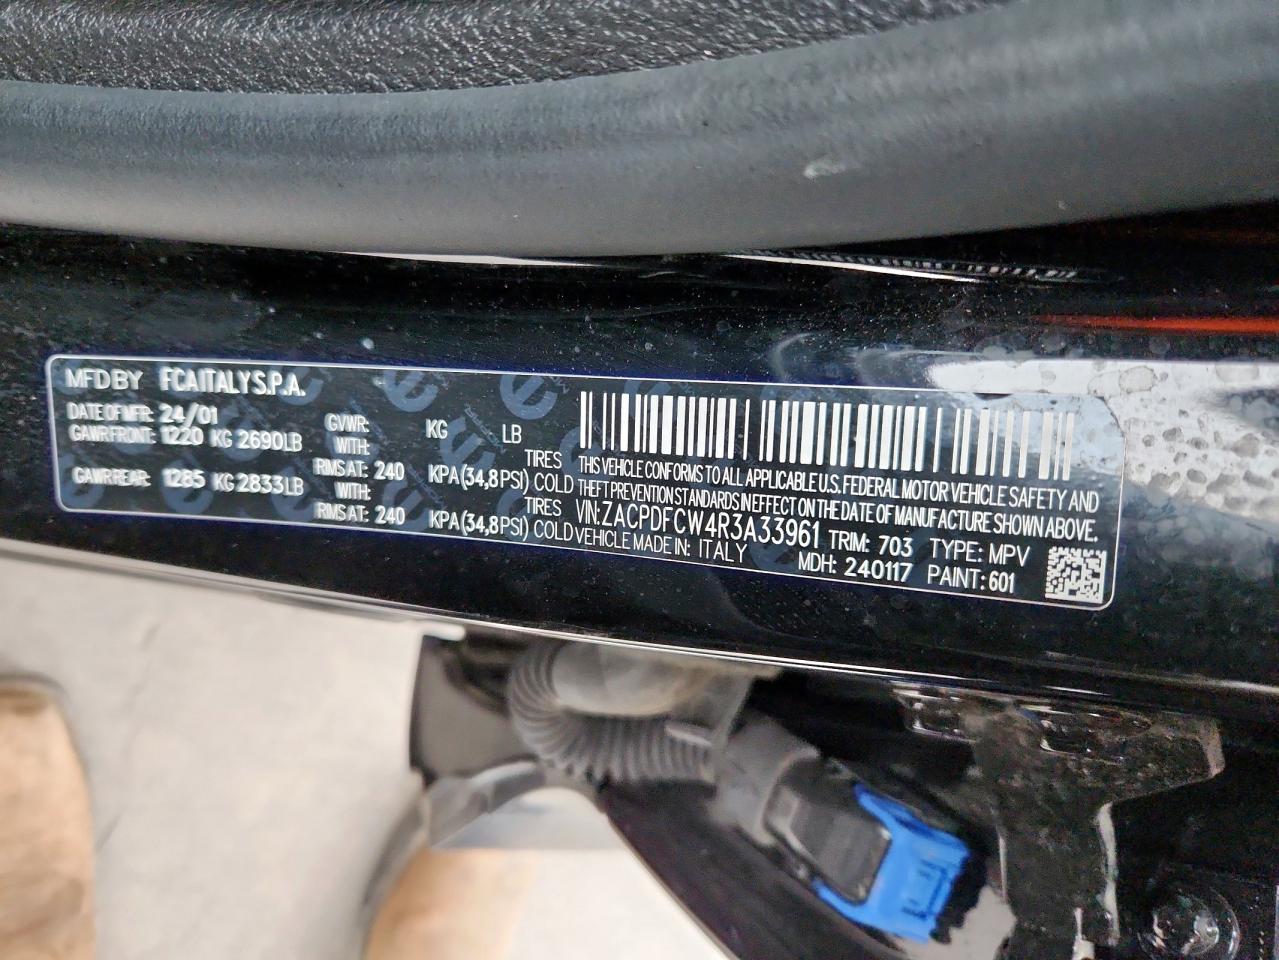 MFD BY FCA ITALY S.P.A.
DATE OF MFR: 24/01 GVWR: KG LB
GAWR FRONT: 1220 KG 2690 LB WITH: TIRES
RIMS AT: 240 KPA (34,8 PSI) COLD
GAWR REAR: 1285 KG 2833 LB WITH: TIRES
RIMS AT: 240 KPA (34,8 PSI) COLD
THIS VEHICLE CONFORMS TO ALL APPLICABLE U.S. FEDERAL MOTOR VEHICLE SAFETY AND
THEFT PREVENTION STANDARDS IN EFFECT ON THE DATE OF MANUFACTURE SHOWN ABOVE.
VIN: ZACPDFCW4R3A33961 TRIM: 703 TYPE: MPV
VEHICLE MADE IN: ITALY MDH: 240117 PAINT: 601